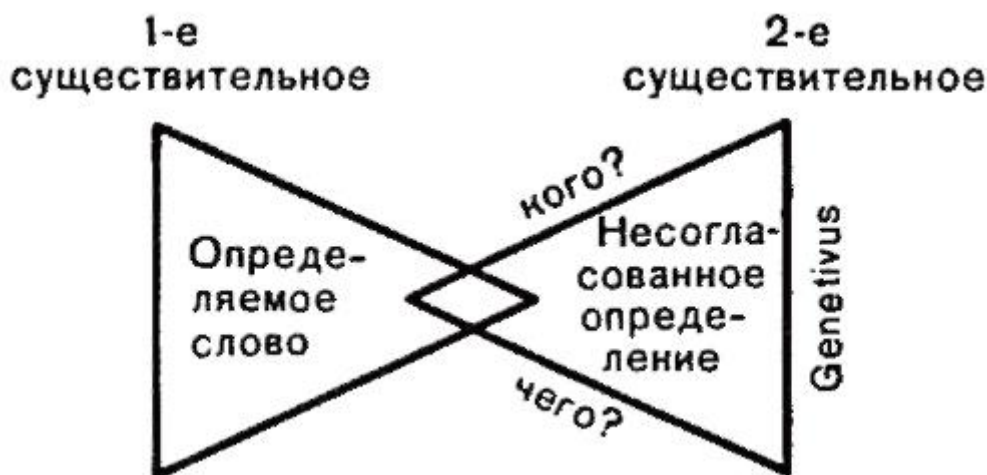 1-е
существительное
2-е
существительное
кого?
Опреде-
ляемое
слово
Несогла-
сованное
опреде-
ление
чего?
Genetivus